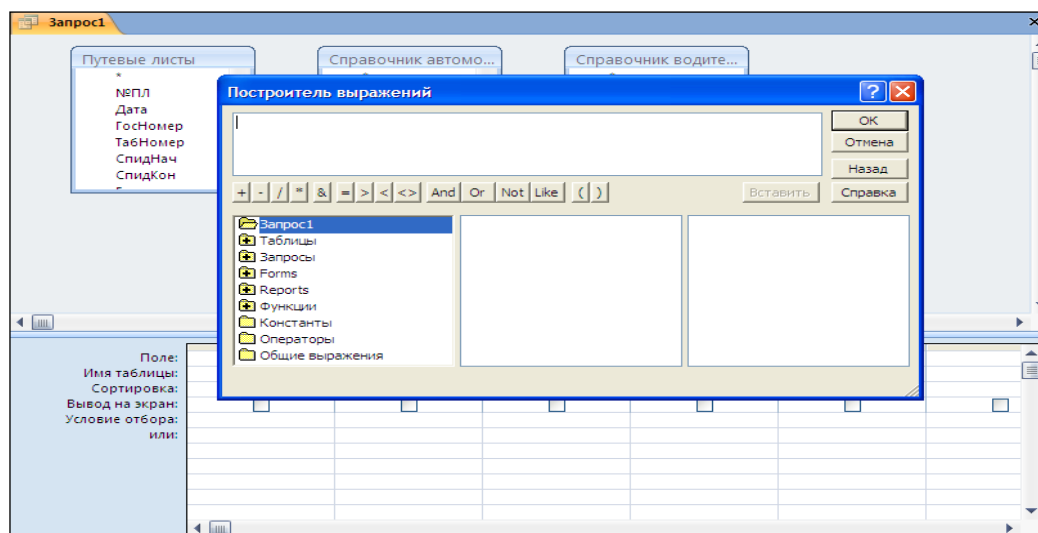 Запрос1
Путевые листы
*
№ПЛ
Дата
ГосНомер
ТабНомер
СпидНач
СпидКон
Справочник автомо...
Справочник водите...
Построитель выражений
OK
Отмена
Назад
Справка
+ - / * & = > < <> And Or Not Like ( ) Вставить
Запрос1
Таблицы
Запросы
Forms
Reports
Функции
Константы
Операторы
Общие выражения
Поле:
Имя таблицы:
Сортировка:
Вывод на экран:
Условие отбора:
или: